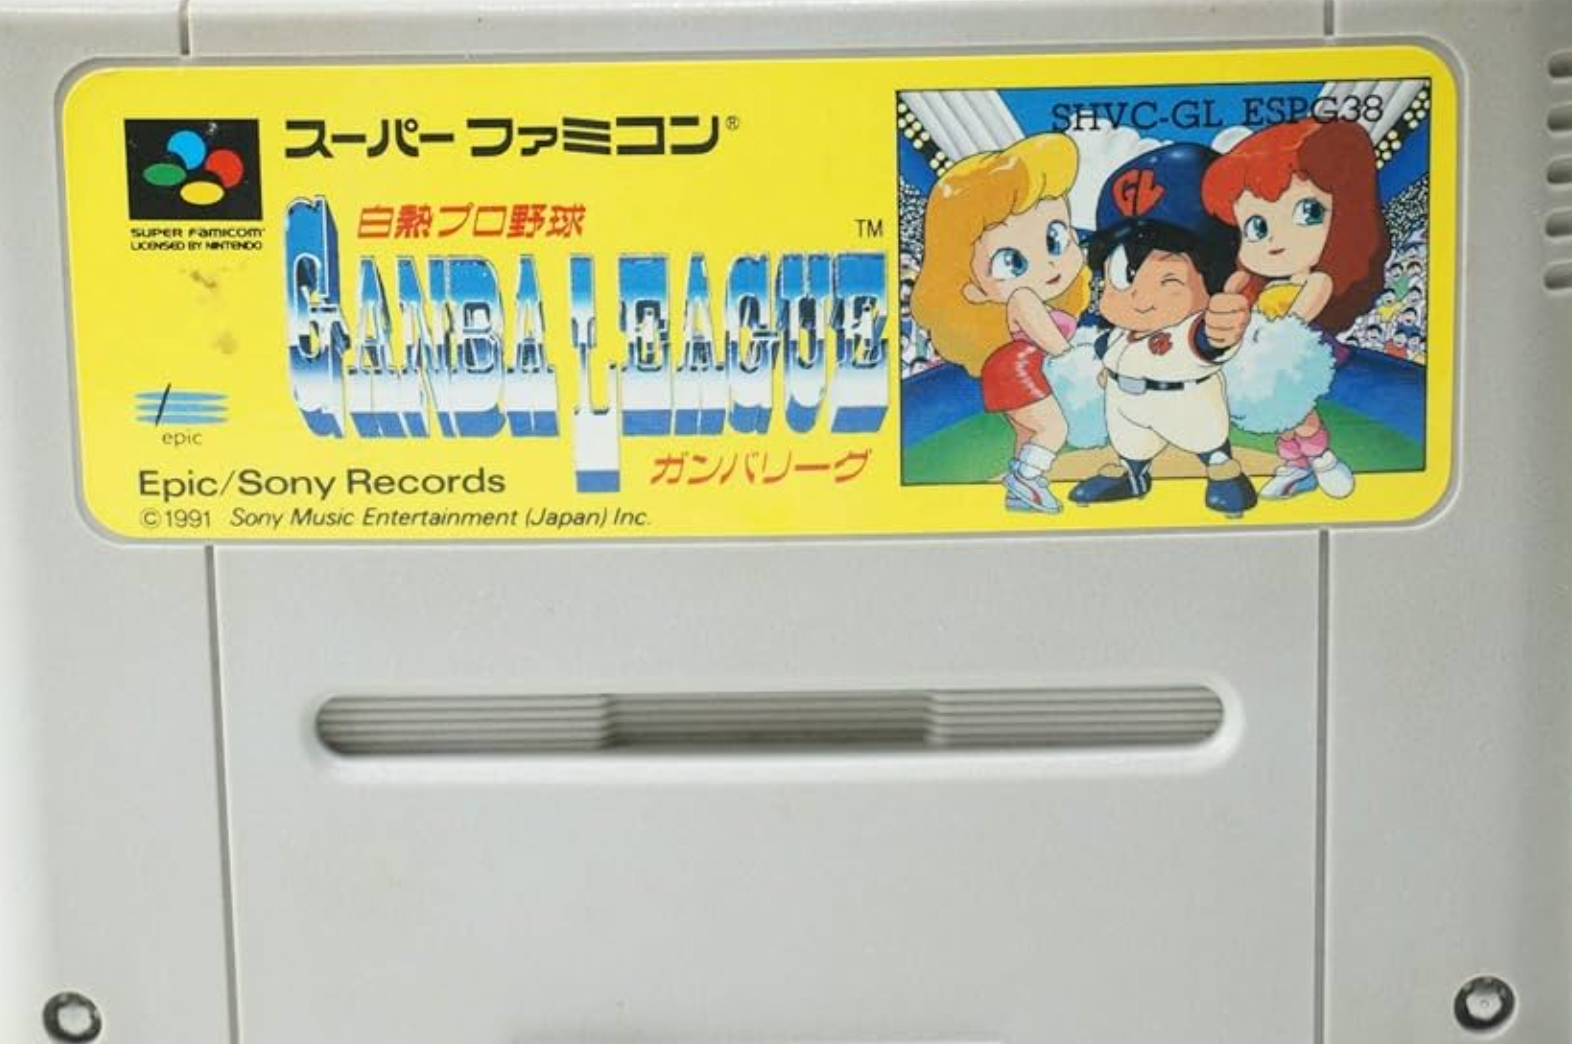 スーパーファミコン®
SUPER FAMICOM
LICENSED BY NINTENDO
白熱プロ野球
TM
GANBA LEAGUE
ガンバリーグ
epic
Epic/Sony Records
©1991 Sony Music Entertainment (Japan) Inc.
SHVC-GL ESPG38
GL
GL